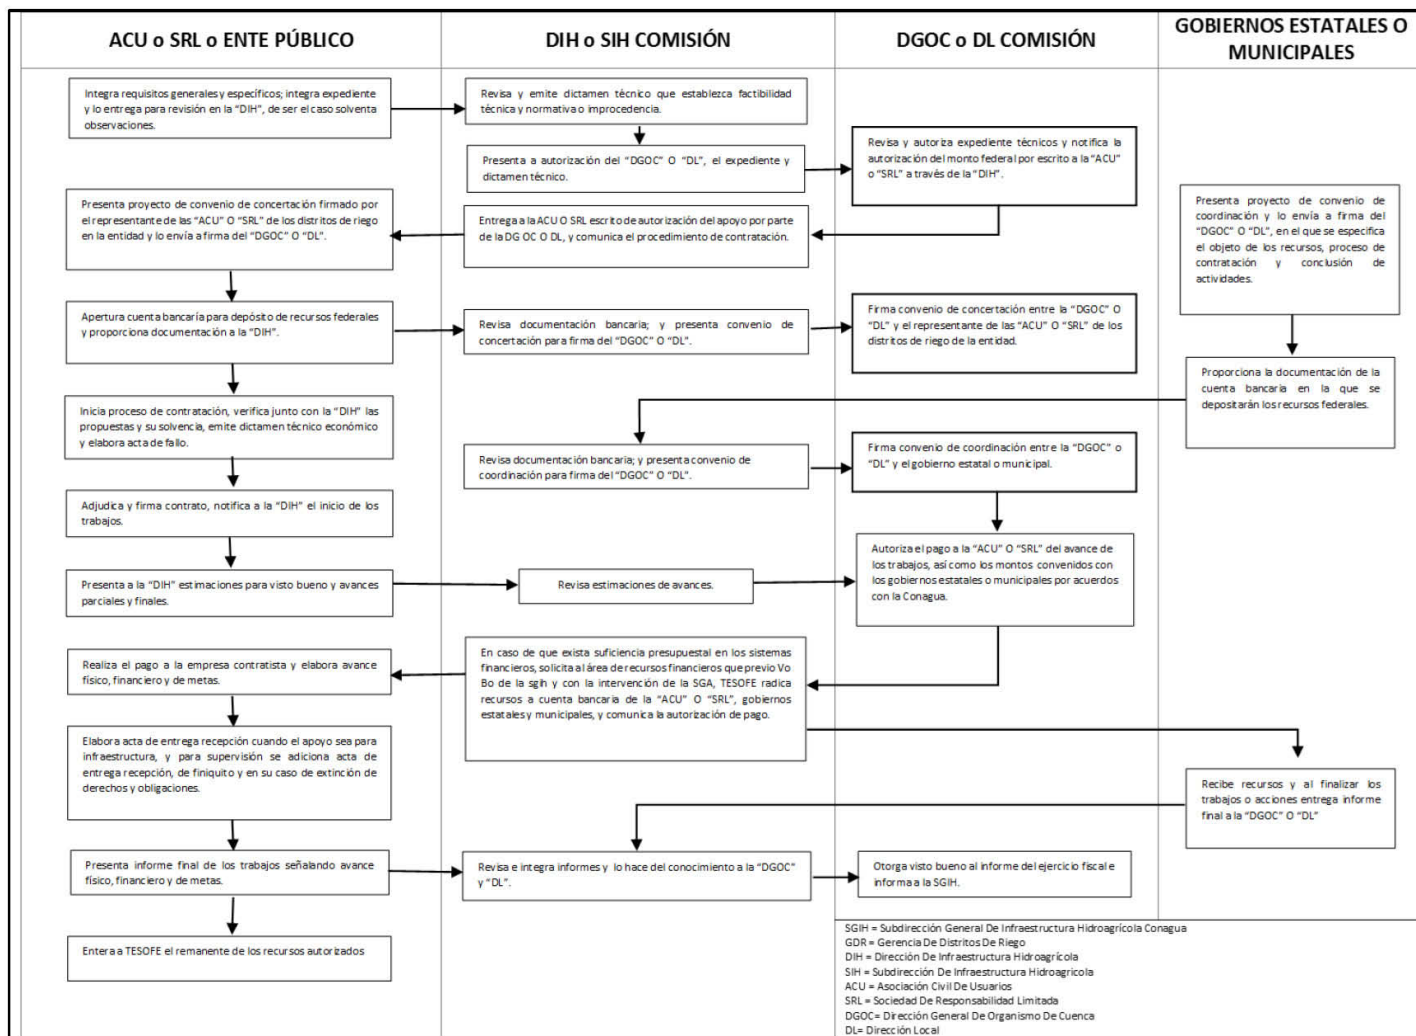 ACU o SRL o ENTE PÚBLICO
DIH o SIH COMISIÓN
DGOC o DL COMISIÓN
GOBIERNOS ESTATALES O
MUNICIPALES
Integra requisitos generales y específicos; integra expediente
y lo entrega para revisión en la “DIH”, de ser el caso solventa
observaciones.
Revisa y emite dictamen técnico que establezca factibilidad
técnica y normativa o improcedencia.
Presenta a autorización del “DGOC” O “DL”, el expediente y
dictamen técnico.
Revisa y autoriza expediente técnicos y notifica la
autorización del monto federal por escrito a la “ACU”
o “SRL” a través de la “DIH”.
Presenta proyecto de convenio de concertación firmado por
el representante de las “ACU” O “SRL” de los distritos de riego
en la entidad y lo envía a firma del “DGOC” O “DL”.
Entrega a la ACU O SRL escrito de autorización del apoyo por parte
de la DG OC O DL, y comunica el procedimiento de contratación.
Presenta proyecto de convenio de
coordinación y lo envía a firma del
“DGOC” O “DL”, en el que se especifica
el objeto de los recursos, proceso de
contratación y conclusión de
actividades.
Apertura cuenta bancaría para depósito de recursos federales
y proporciona documentación a la “DIH”.
Revisa documentación bancaria; y presenta convenio de
concertación para firma del “DGOC” O “DL”.
Firma convenio de concertación entre la “DGOC” O
“DL” y el representante de las “ACU” O “SRL” de los
distritos de riego de la entidad.
Proporciona la documentación de la
cuenta bancaria en la que se
depositarán los recursos federales.
Inicia proceso de contratación, verifica junto con la “DIH” las
propuestas y su solvencia, emite dictamen técnico económico
y elabora acta de fallo.
Revisa documentación bancaria; y presenta convenio de
coordinación para firma del “DGOC” O “DL”.
Firma convenio de coordinación entre la “DGOC” o
“DL” y el gobierno estatal o municipal.
Adjudica y firma contrato, notifica a la “DIH” el inicio de los
trabajos.
Presenta a la “DIH” estimaciones para visto bueno y avances
parciales y finales.
Revisa estimaciones de avances.
Autoriza el pago a la “ACU” O “SRL” del avance de
los trabajos, así como los montos convenidos con
los gobiernos estatales o municipales por acuerdos
con la Conagua.
Realiza el pago a la empresa contratista y elabora avance
físico, financiero y de metas.
En caso de que exista suficiencia presupuestal en los sistemas
financieros, solicita al área de recursos financieros que previo Vo
Bo de la sgih y con la intervención de la SGA, TESOFE radica
recursos a cuenta bancaria de la “ACU” O “SRL”, gobiernos
estatales y municipales, y comunica la autorización de pago.
Elabora acta de entrega recepción cuando el apoyo sea para
infraestructura, y para supervisión se adiciona acta de
entrega recepción, de finiquito y en su caso de extinción de
derechos y obligaciones.
Recibe recursos y al finalizar los
trabajos o acciones entrega informe
final a la “DGOC” O “DL”
Presenta informe final de los trabajos señalando avance
físico, financiero y de metas.
Revisa e integra informes y lo hace del conocimiento a la “DGOC”
y “DL”.
Otorga visto bueno al informe del ejercicio fiscal e
informa a la SGIH.
Entera a TESOFE el remanente de los recursos autorizados
SGIH = Subdirección General De Infraestructura Hidroagrícola Conagua
GDR = Gerencia De Distritos De Riego
DIH = Dirección De Infraestructura Hidroagrícola
SIH = Subdirección De Infraestructura Hidroagricola
ACU = Asociación Civil De Usuarios
SRL = Sociedad De Responsabilidad Limitada
DGOC= Dirección General De Organismo De Cuenca
DL= Dirección Local